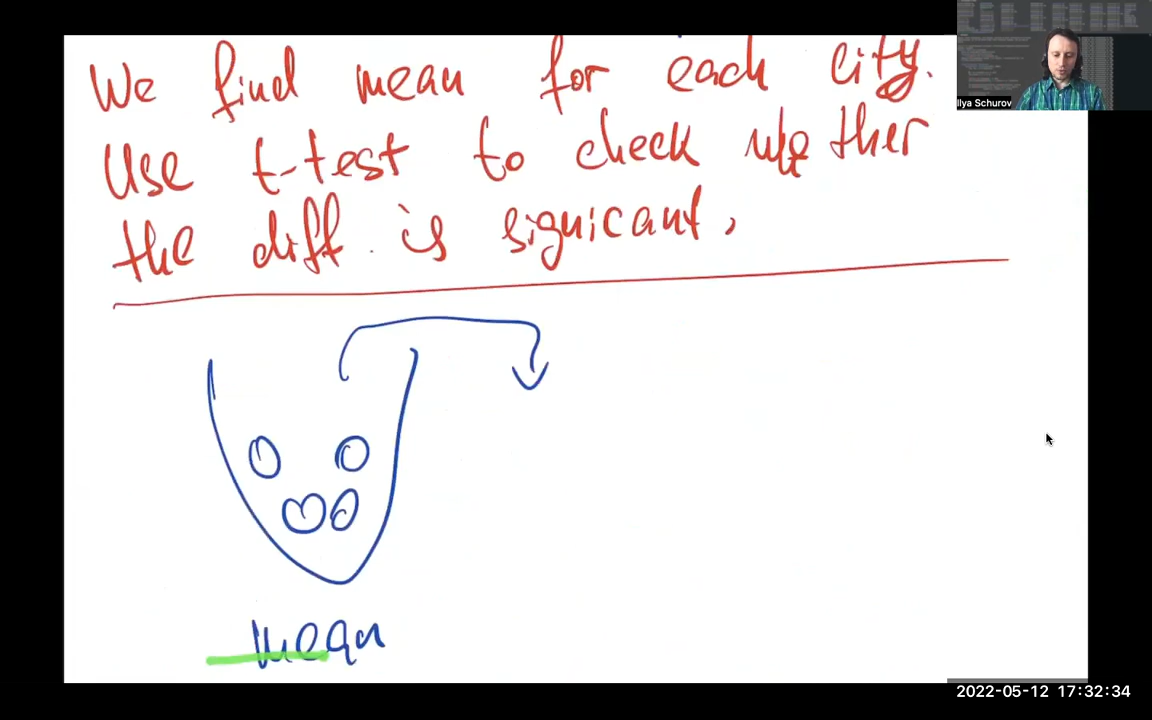 We find mean for each city.
Use t-test to check whether
the diff. is signicant,
mean
Ilya Schurov
2022-05-12 17:32:34